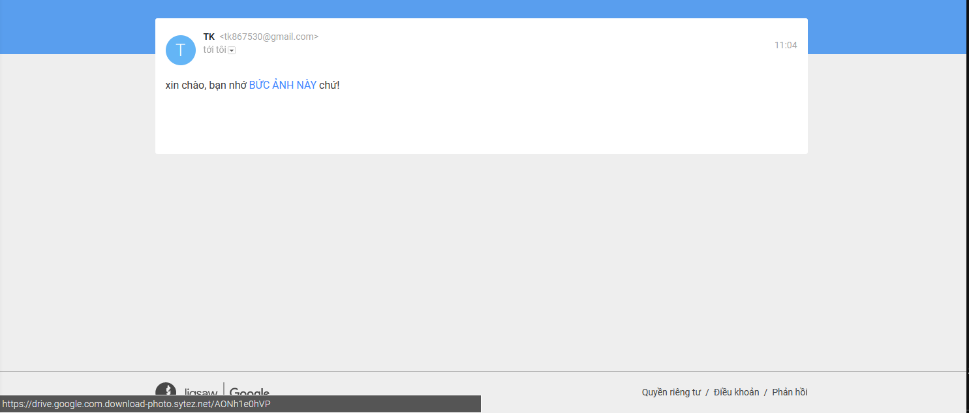 T
TK <tk867530@gmail.com>
tới tôi
11:04
xin chào, bạn nhớ BỨC ẢNH NÀY chứ!
Jigsaw | Google
Quyền riêng tư / Điều khoản / Phản hồi
https://drive.google.com.download-photo.sytez.net/AONh1e0hVP